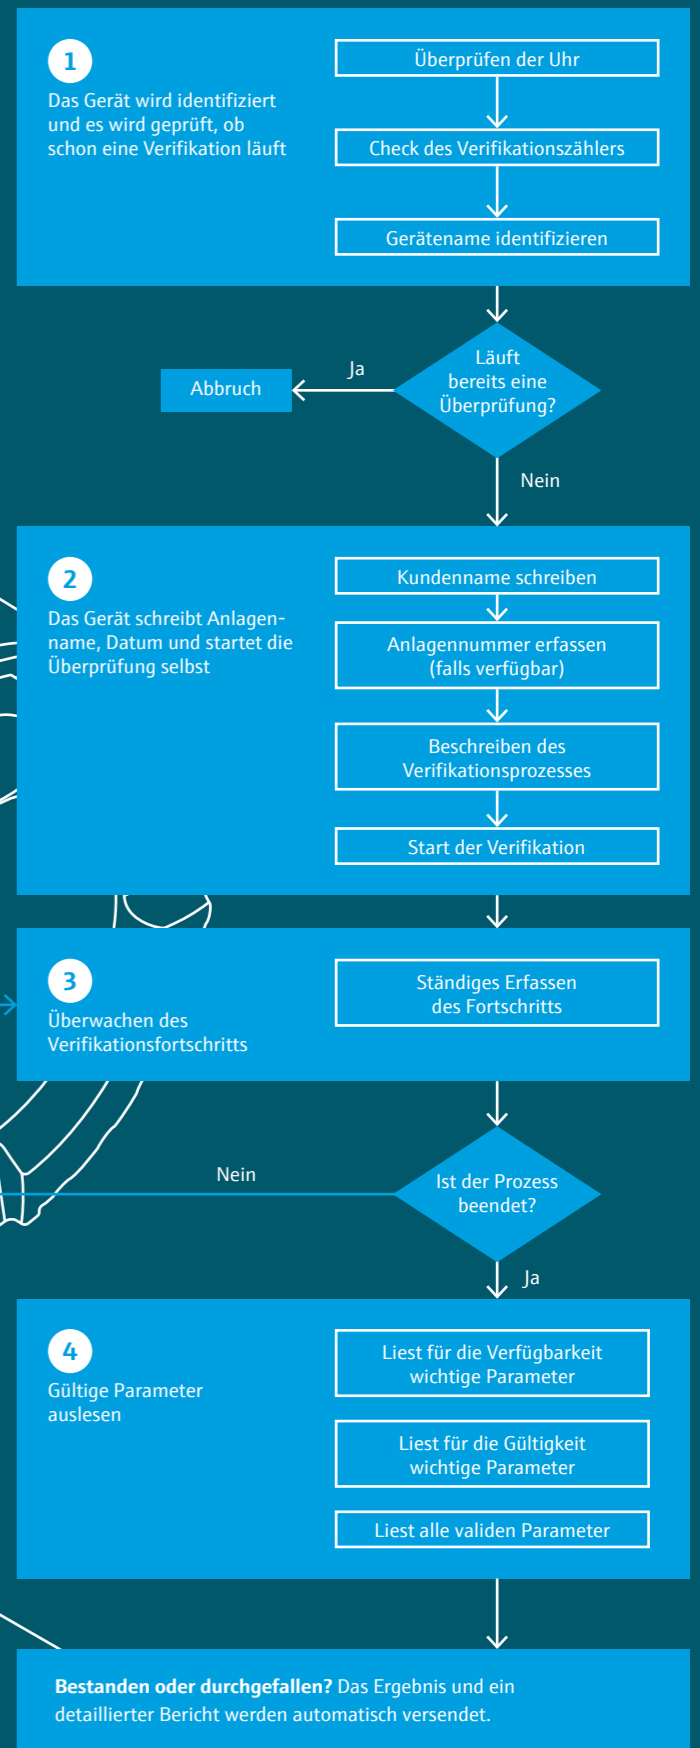 1
Das Gerät wird identifiziert
und es wird geprüft, ob
schon eine Verifikation läuft
Überprüfen der Uhr
Check des Verifikationszählers
Gerätename identifizieren
Läuft
bereits eine
Überprüfung?
Ja
Abbruch
Nein
2
Das Gerät schreibt Anlagen-
name, Datum und startet die
Überprüfung selbst
Kundenname schreiben
Anlagennummer erfassen
(falls verfügbar)
Beschreiben des
Verifikationsprozesses
Start der Verifikation
3
Überwachen des
Verifikationsfortschritts
Ständiges Erfassen
des Fortschritts
Nein
Ist der Prozess
beendet?
Ja
4
Gültige Parameter
auslesen
Liest für die Verfügbarkeit
wichtige Parameter
Liest für die Gültigkeit
wichtige Parameter
Liest alle validen Parameter
Bestanden oder durchgefallen? Das Ergebnis und ein
detaillierter Bericht werden automatisch versendet.